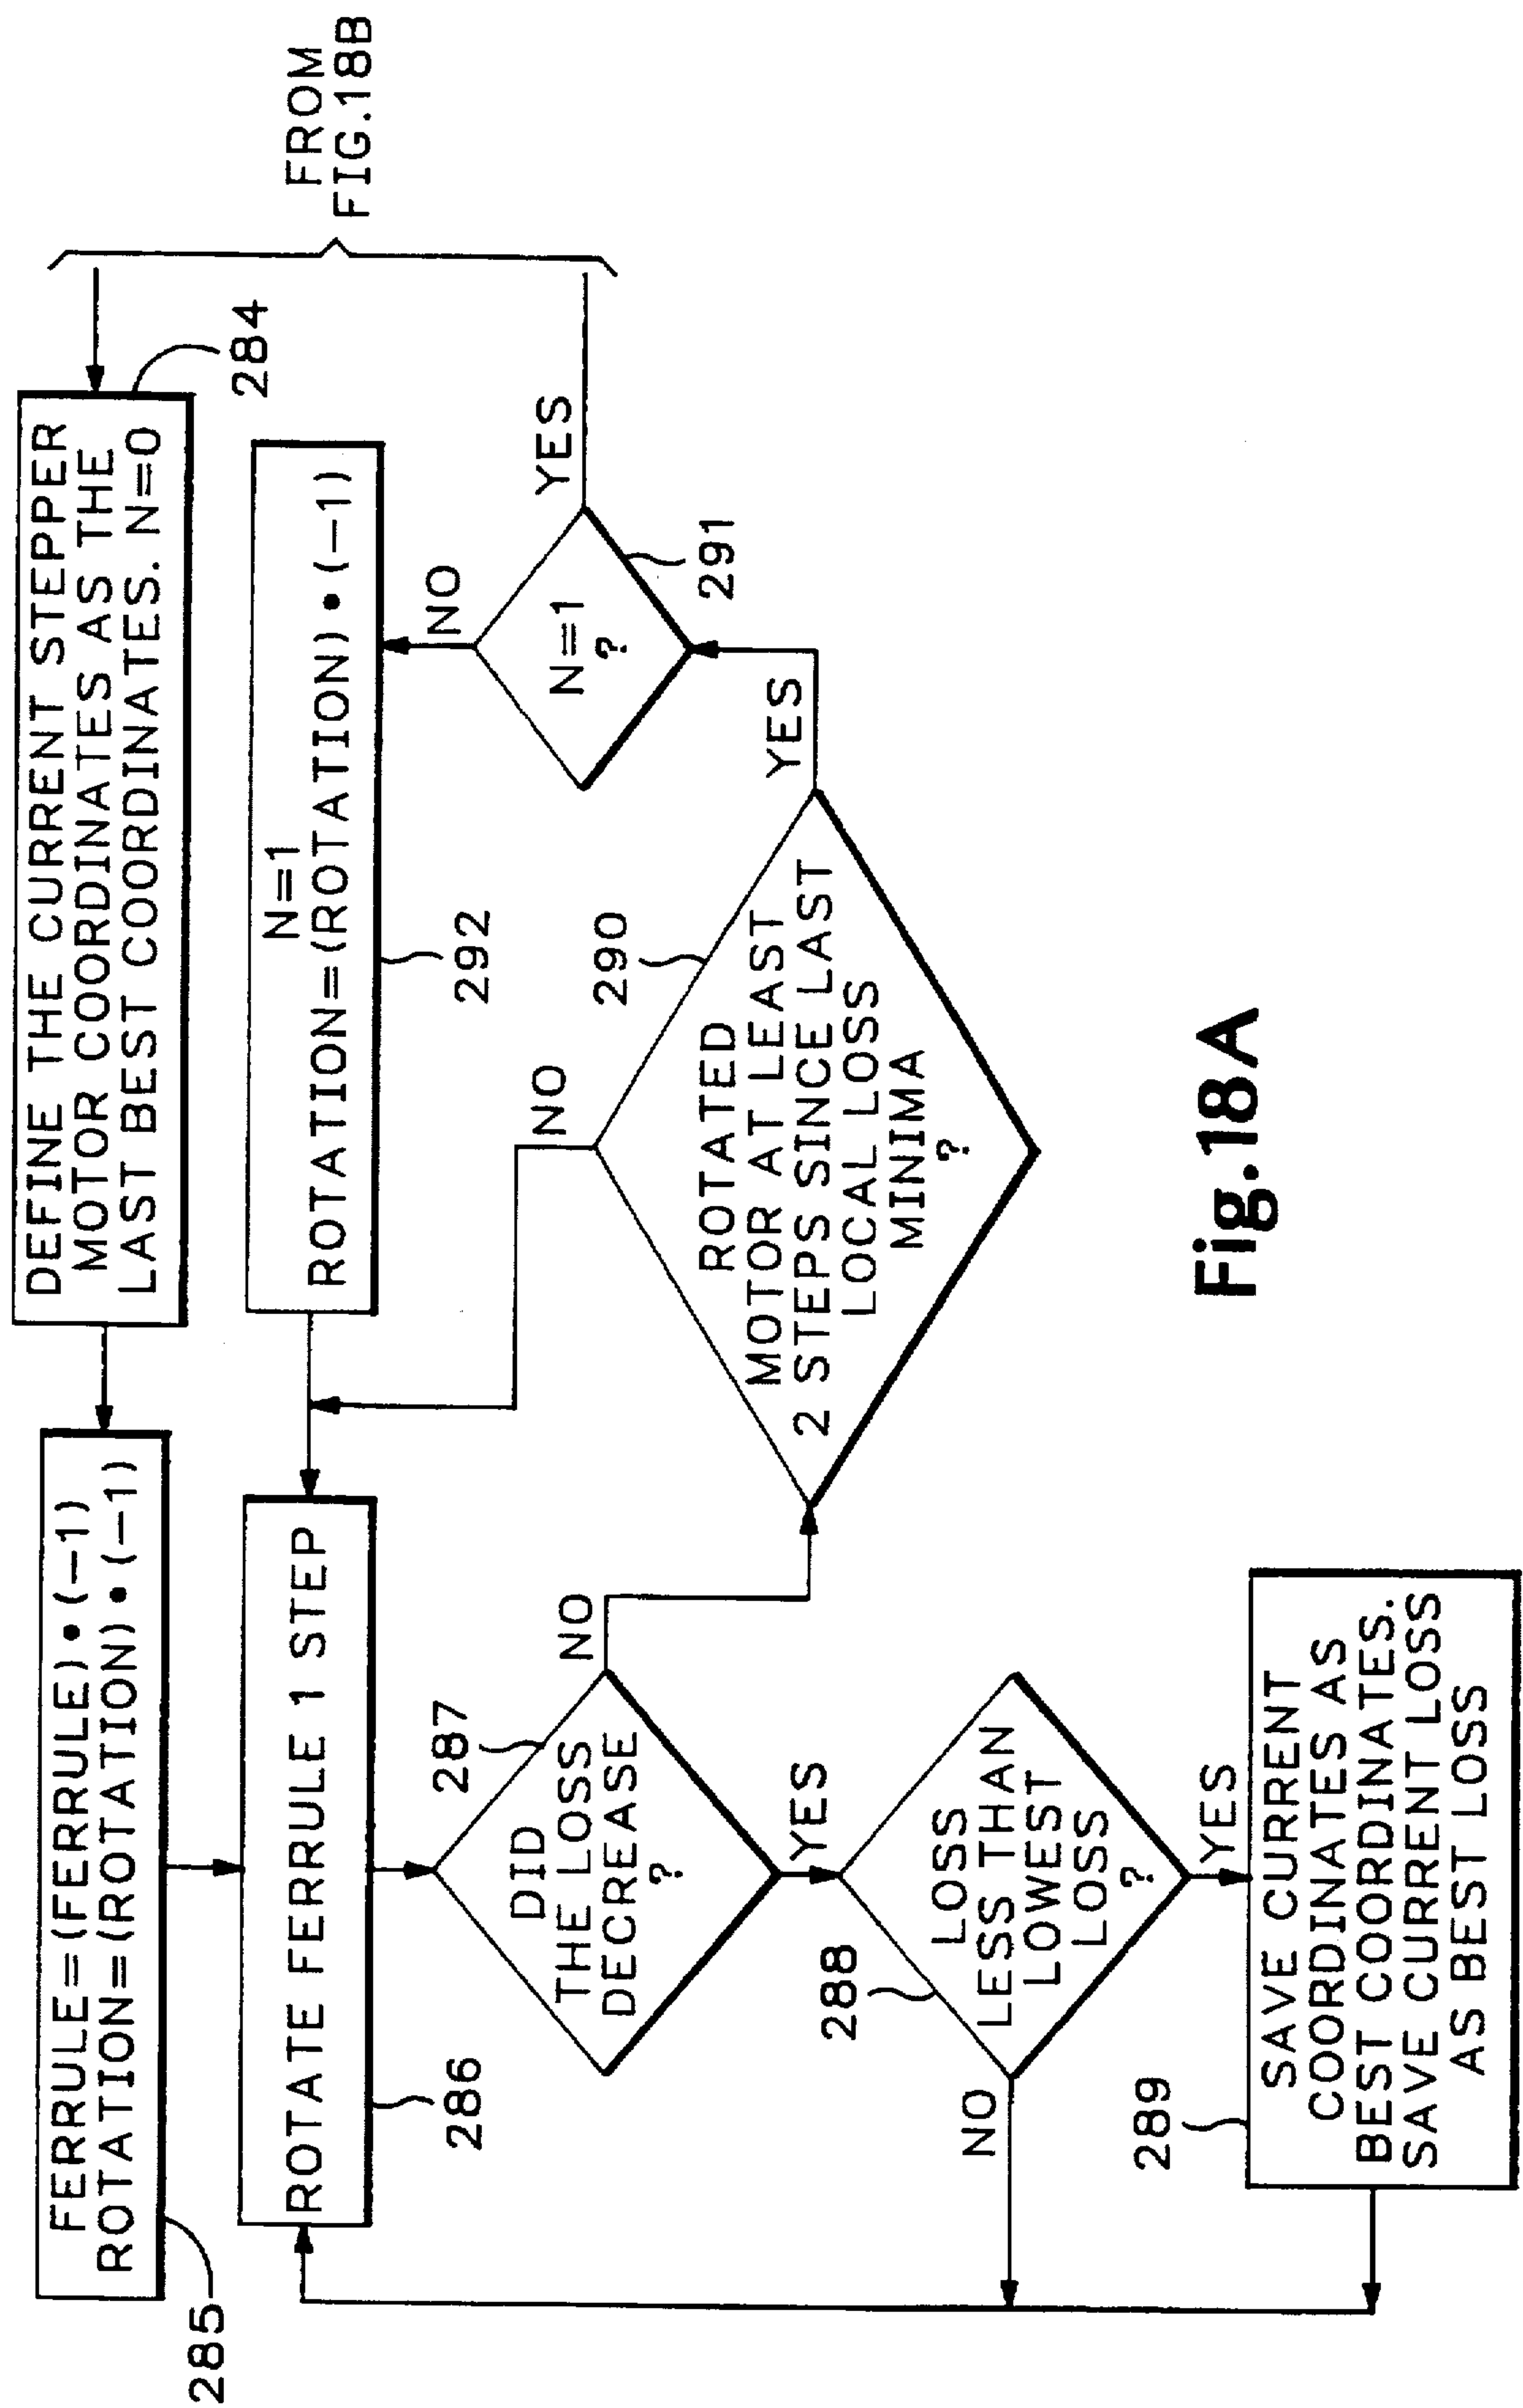 FROM
FIG.18B
DEFINE THE CURRENT STEPPER
MOTOR COORDINATES AS THE
LAST BEST COORDINATES. N=0
284
FERRULE=(FERRULE)•(−1)
ROTATION=(ROTATION)•(−1)
285
N=1
ROTATION=(ROTATION)•(−1)
292
ROTATE FERRULE 1 STEP
286
NO
N=1
?
YES
291
DID
THE LOSS
DECREASE
?
287
NO
YES
ROTATED
MOTOR AT LEAST
2 STEPS SINCE LAST
LOCAL LOSS
MINIMA
?
290
NO
YES
LOSS
LESS THAN
LOWEST
LOSS
?
288
NO
YES
SAVE CURRENT
COORDINATES AS
BEST COORDINATES.
SAVE CURRENT LOSS
AS BEST LOSS
289
Fig.18A